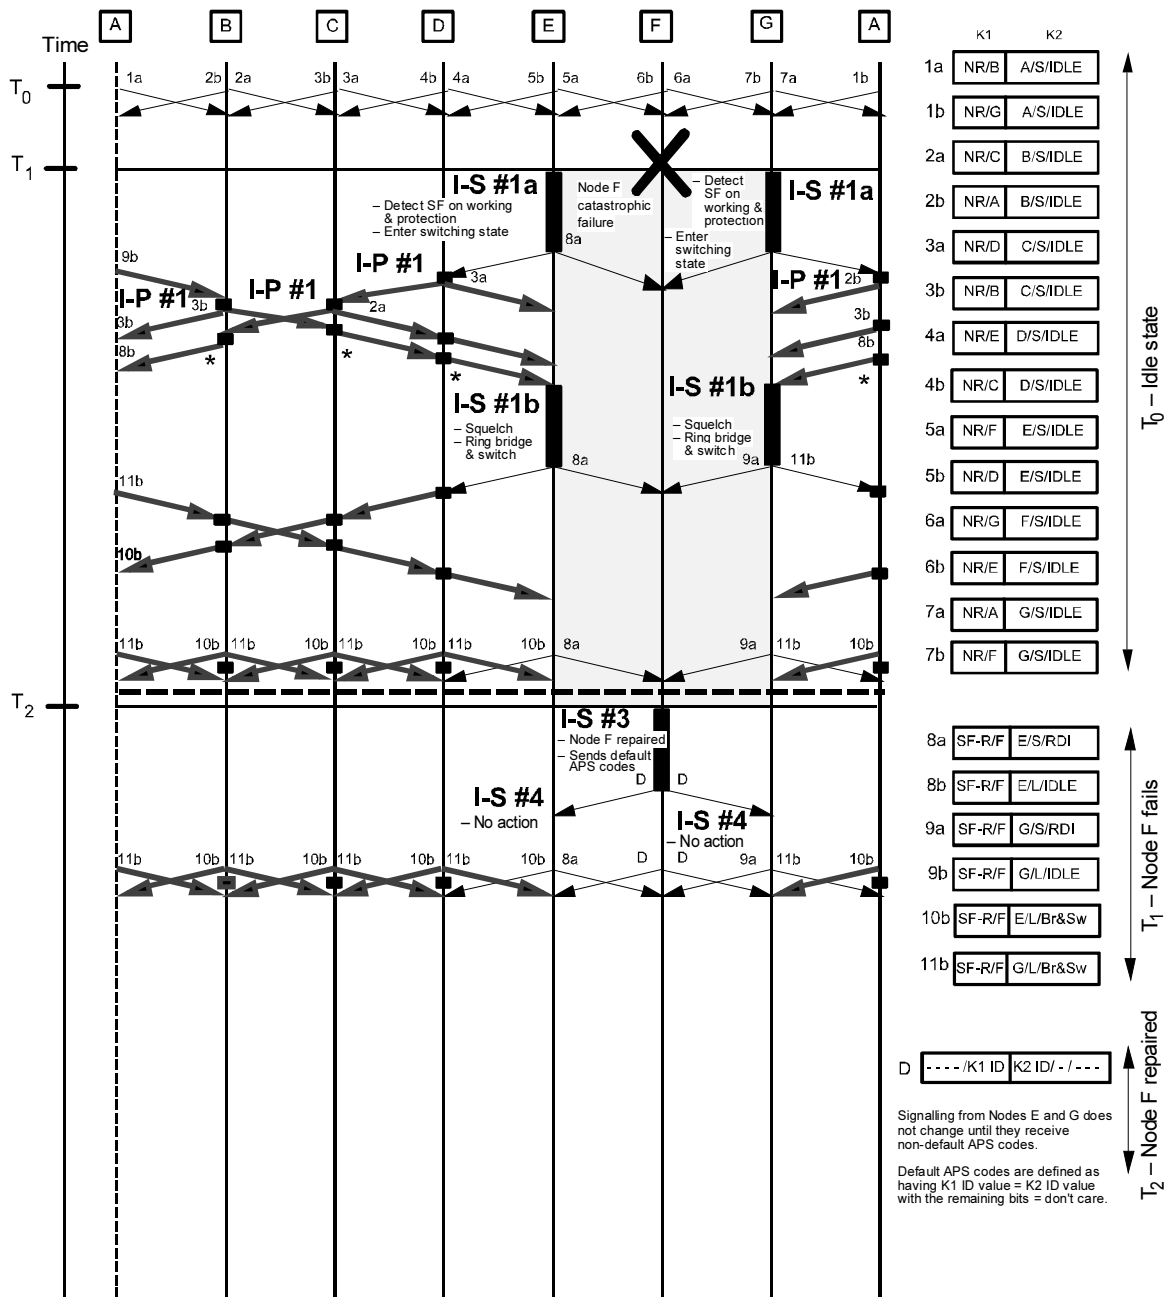 A B C D E F G A
Time
K1 K2
T0
1a 2b 2a 3b 3a 4b 4a 5b 5a 6b 6a 7b 7a 1b
T1
I-S #1a
– Detect SF on working
& protection
– Enter switching state
Node F
catastrophic
failure
– Detect
SF on
working &
protection
I-S #1a
– Enter
switching
state
8a
9b
I-P #1
I-P #1
I-P #1
3a
I-P #1
2b
3b
2a
3b
3b
8b
8b
*
*
*
*
I-S #1b
– Squelch
– Ring bridge
& switch
I-S #1b
– Squelch
– Ring bridge
& switch
8a
9a 11b
11b
10b
11b 10b 11b 10b 11b 10b 11b 10b 8a 9a 11b 10b
T2
I-S #3
– Node F repaired
– Sends default
APS codes
D D
I-S #4
– No action
I-S #4
– No action
11b 10b 11b 10b 11b 10b 11b 10b 8a D D 9a 11b 10b
1a NR/B A/S/IDLE
1b NR/G A/S/IDLE
2a NR/C B/S/IDLE
2b NR/A B/S/IDLE
3a NR/D C/S/IDLE
3b NR/B C/S/IDLE
4a NR/E D/S/IDLE
4b NR/C D/S/IDLE
5a NR/F E/S/IDLE
5b NR/D E/S/IDLE
6a NR/G F/S/IDLE
6b NR/E F/S/IDLE
7a NR/A G/S/IDLE
7b NR/F G/S/IDLE
T0 – Idle state
8a SF-R/F E/S/RDI
8b SF-R/F E/L/IDLE
9a SF-R/F G/S/RDI
9b SF-R/F G/L/IDLE
10b SF-R/F E/L/Br&Sw
11b SF-R/F G/L/Br&Sw
T1 – Node F fails
D - - - - /K1 ID K2 ID/ - / - - -
Signalling from Nodes E and G does
not change until they receive
non-default APS codes.
Default APS codes are defined as
having K1 ID value = K2 ID value
with the remaining bits = don't care.
T2 – Node F repaired